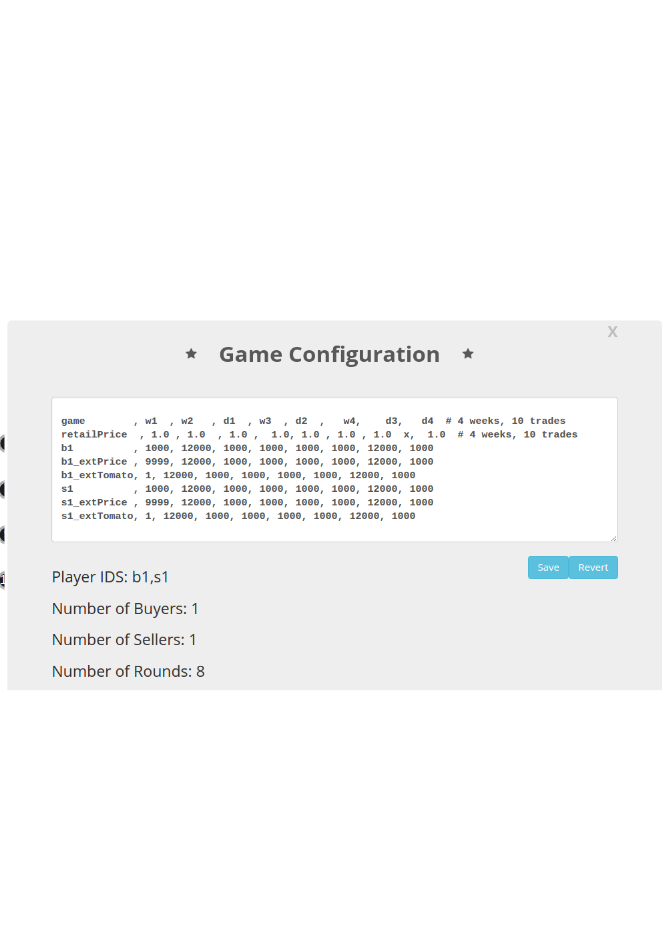 X
★ Game Configuration ★
game        , w1  , w2   , d1  , w3  , d2  ,   w4,    d3,   d4  # 4 weeks, 10 trades
retailPrice  , 1.0 , 1.0  , 1.0 ,  1.0, 1.0 , 1.0 , 1.0  x,  1.0  # 4 weeks, 10 trades
b1          , 1000, 12000, 1000, 1000, 1000, 1000, 12000, 1000
b1_extPrice , 9999, 12000, 1000, 1000, 1000, 1000, 12000, 1000
b1_extTomato, 1, 12000, 1000, 1000, 1000, 1000, 12000, 1000
s1          , 1000, 12000, 1000, 1000, 1000, 1000, 12000, 1000
s1_extPrice , 9999, 12000, 1000, 1000, 1000, 1000, 12000, 1000
s1_extTomato, 1, 12000, 1000, 1000, 1000, 1000, 12000, 1000
Save Revert
Player IDS: b1,s1
Number of Buyers: 1
Number of Sellers: 1
Number of Rounds: 8